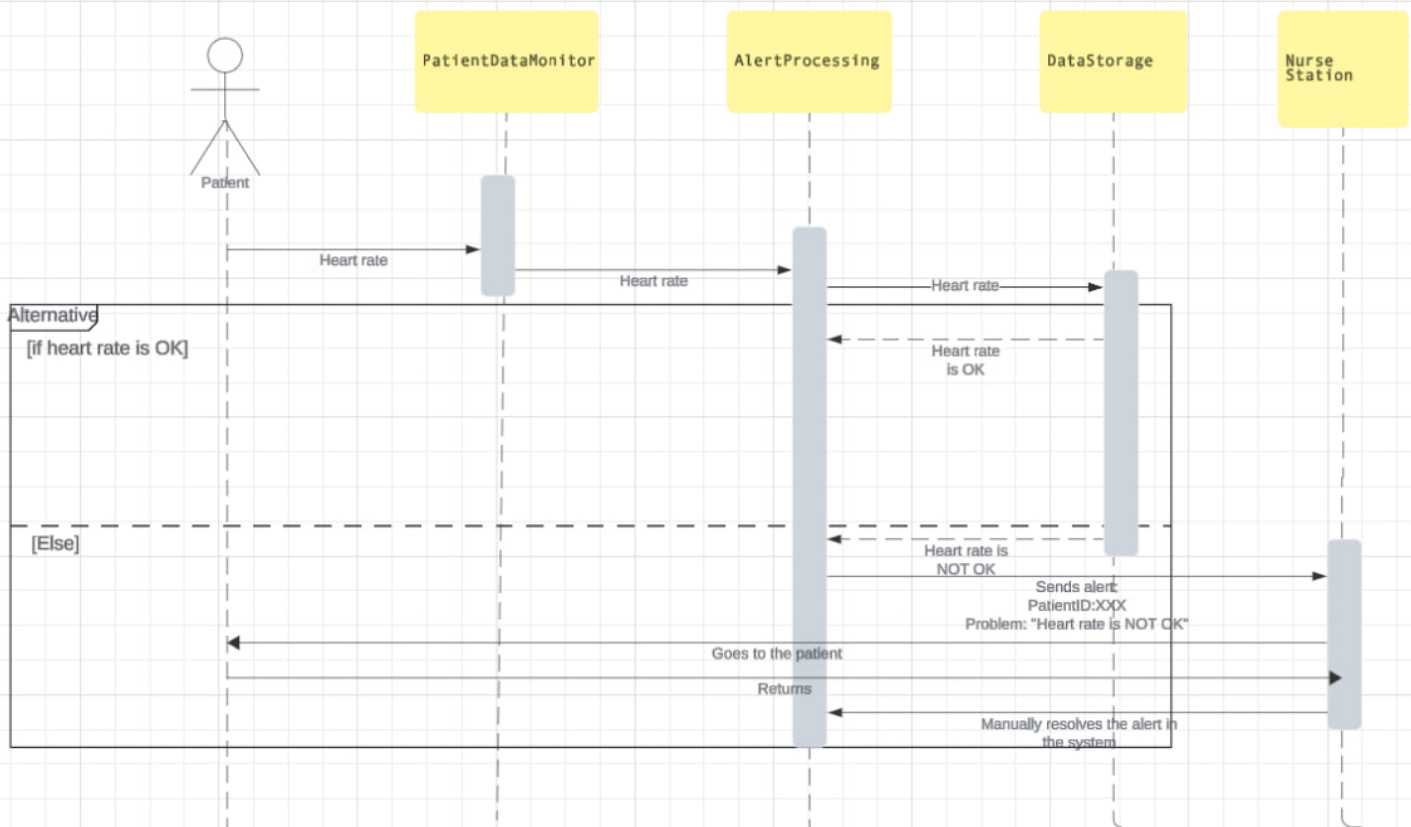 PatientDataMonitor
AlertProcessing
DataStorage
Nurse
Station
Patient
Heart rate
Heart rate
Heart rate
Alternative
[if heart rate is OK]
Heart rate
is OK
[Else]
Heart rate is
NOT OK
Sends alert:
PatientID:XXX
Problem: "Heart rate is NOT OK"
Goes to the patient
Returns
Manually resolves the alert in
the system